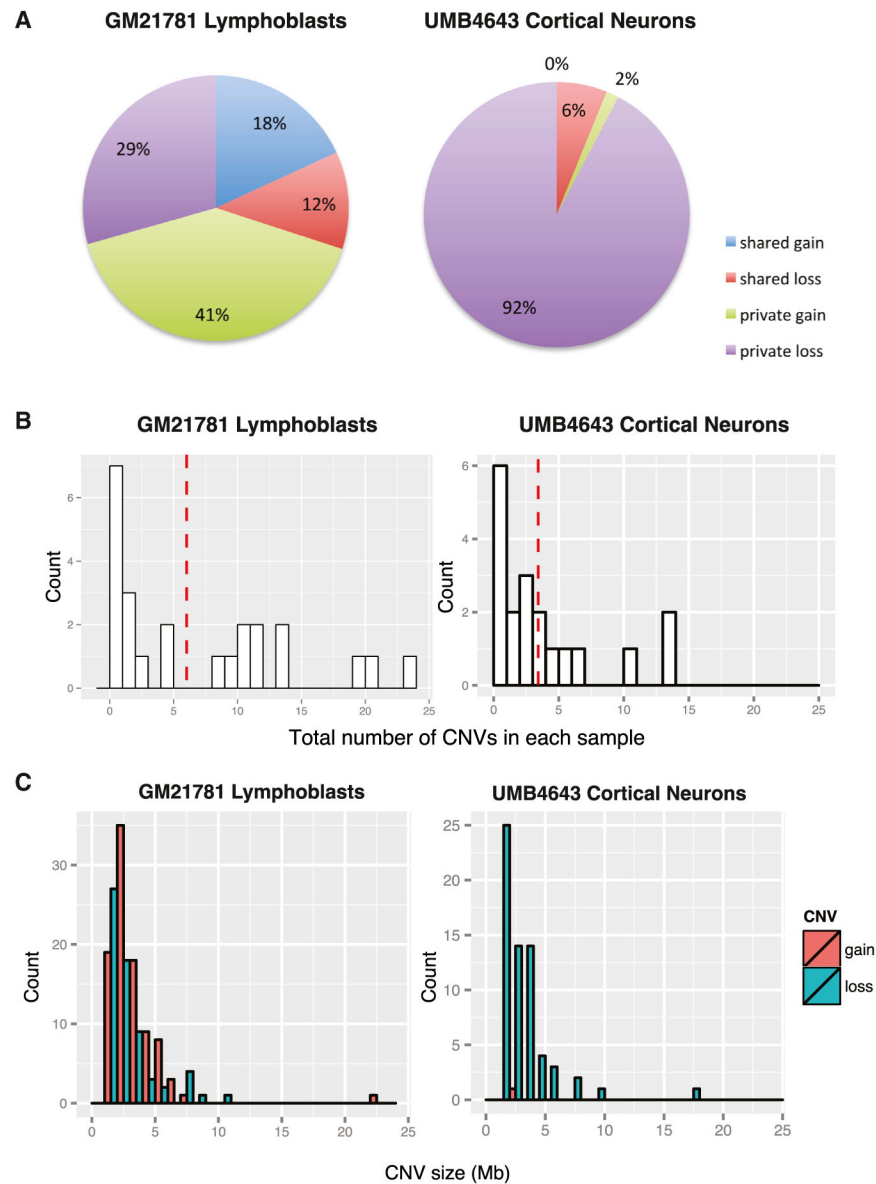 A
GM21781 Lymphoblasts
UMB4643 Cortical Neurons
0%
2%
18%
6%
29%
12%
41%
92%
shared gain
shared loss
private gain
private loss
B
GM21781 Lymphoblasts
UMB4643 Cortical Neurons
Count
6
4
2
0
0 5 10 15 20 25
Count
6
4
2
0
0 5 10 15 20 25
Total number of CNVs in each sample
C
GM21781 Lymphoblasts
UMB4643 Cortical Neurons
Count
30
20
10
0
0 5 10 15 20 25
Count
25
20
15
10
5
0
0 5 10 15 20 25
CNV
gain
loss
CNV size (Mb)